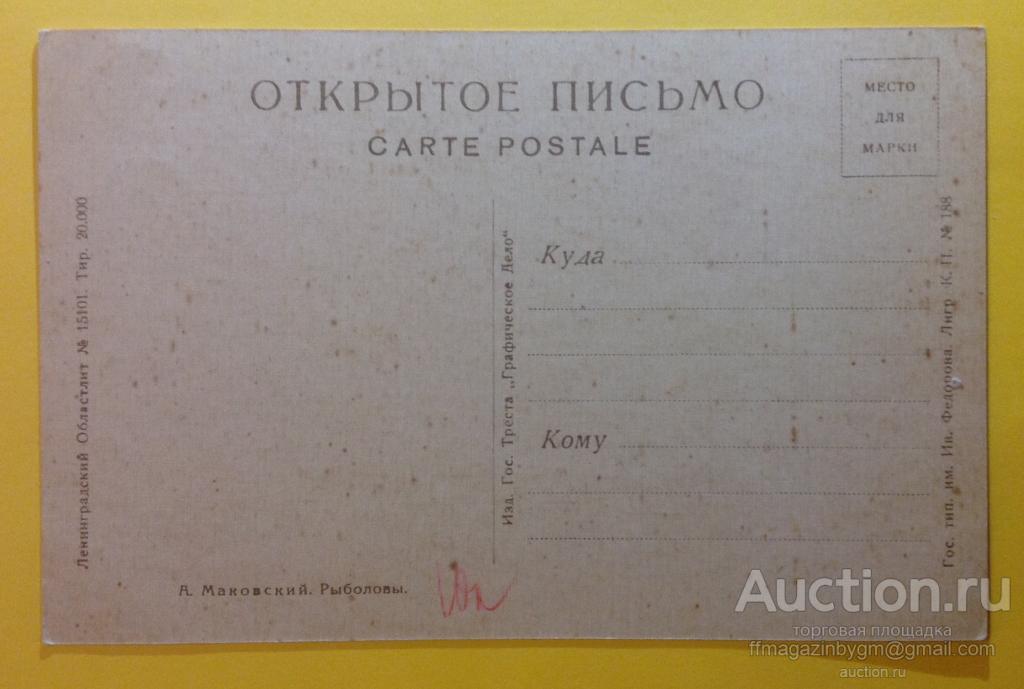 ОТКРЫТОЕ ПИСЬМО
CARTE POSTALE
МЕСТО
ДЛЯ
МАРКИ
Ленинградский Областлит № 15101. Тир. 20.000
Изд. Гос. Треста „Графическое Дело“
Куда
Кому
Гос. тип. им. Ив. Федорова. Лнгр К. П. № 188
А. Маковский. Рыболовы.
Auction.ru
торговая площадка
ffmagazinbygm@gmail.com
auction.ru